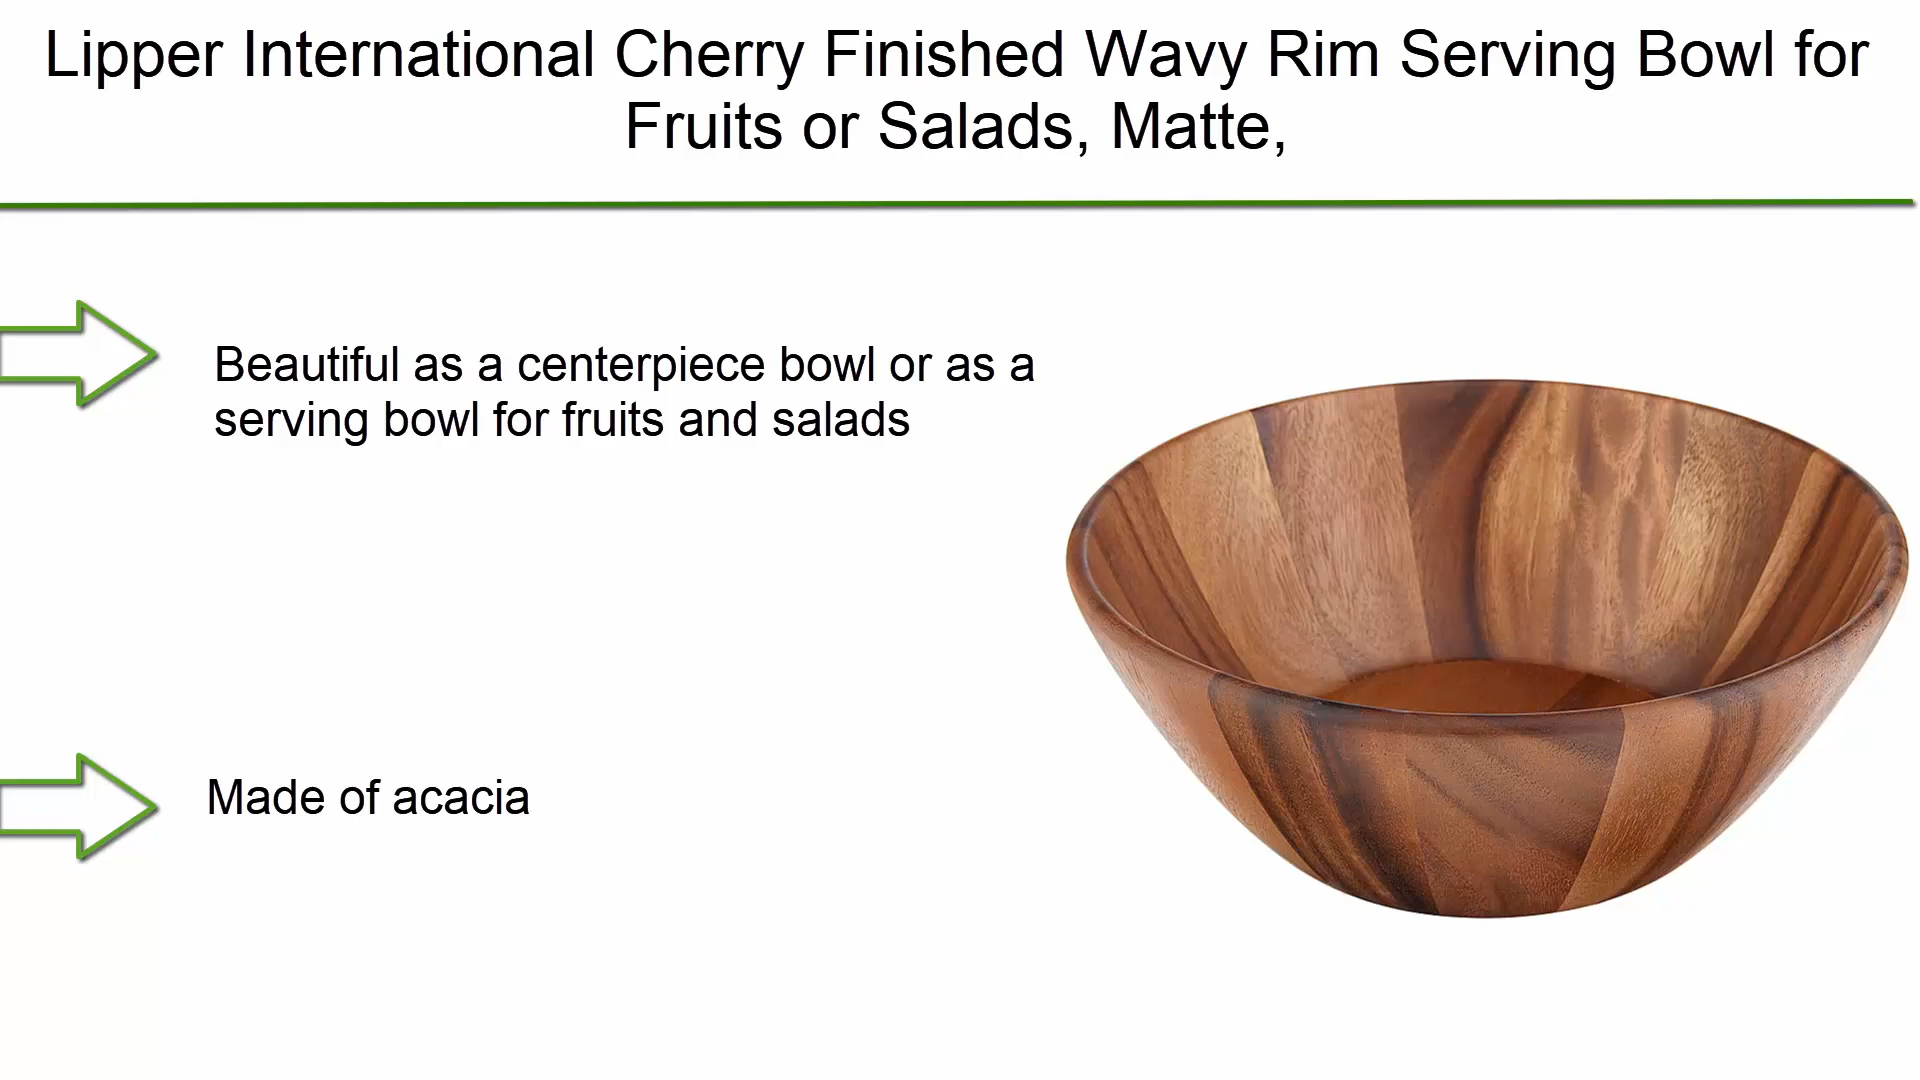 Lipper International Cherry Finished Wavy Rim Serving Bowl for
Fruits or Salads, Matte,
Beautiful as a centerpiece bowl or as a
serving bowl for fruits and salads
Made of acacia